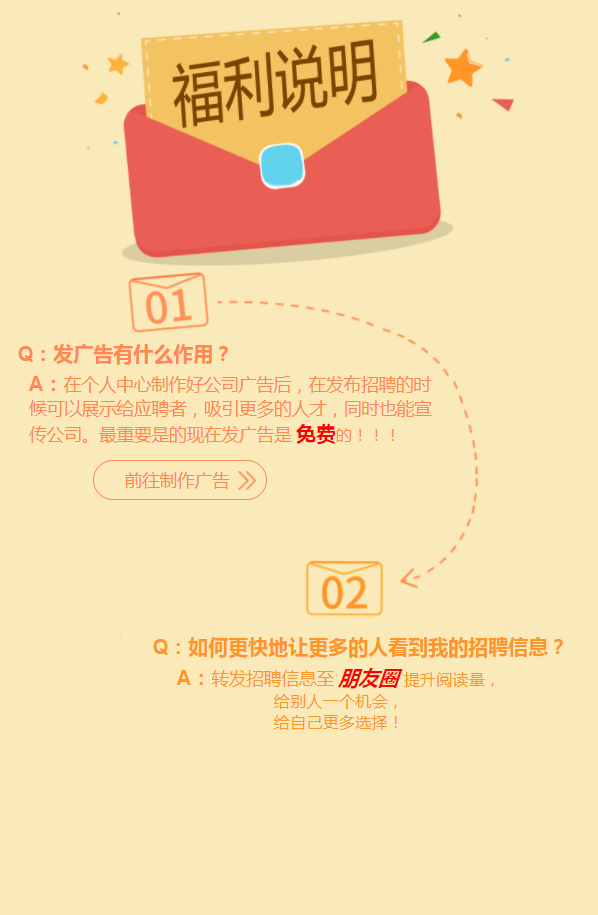 福利说明
01
Q：发广告有什么作用？
A：在个人中心制作好公司广告后，在发布招聘的时
候可以展示给应聘者，吸引更多的人才，同时也能宣
传公司。最重要是的现在发广告是 免费的！！！
前往制作广告
02
Q：如何更快地让更多的人看到我的招聘信息？
A：转发招聘信息至 朋友圈 提升阅读量，
给别人一个机会，
给自己更多选择！